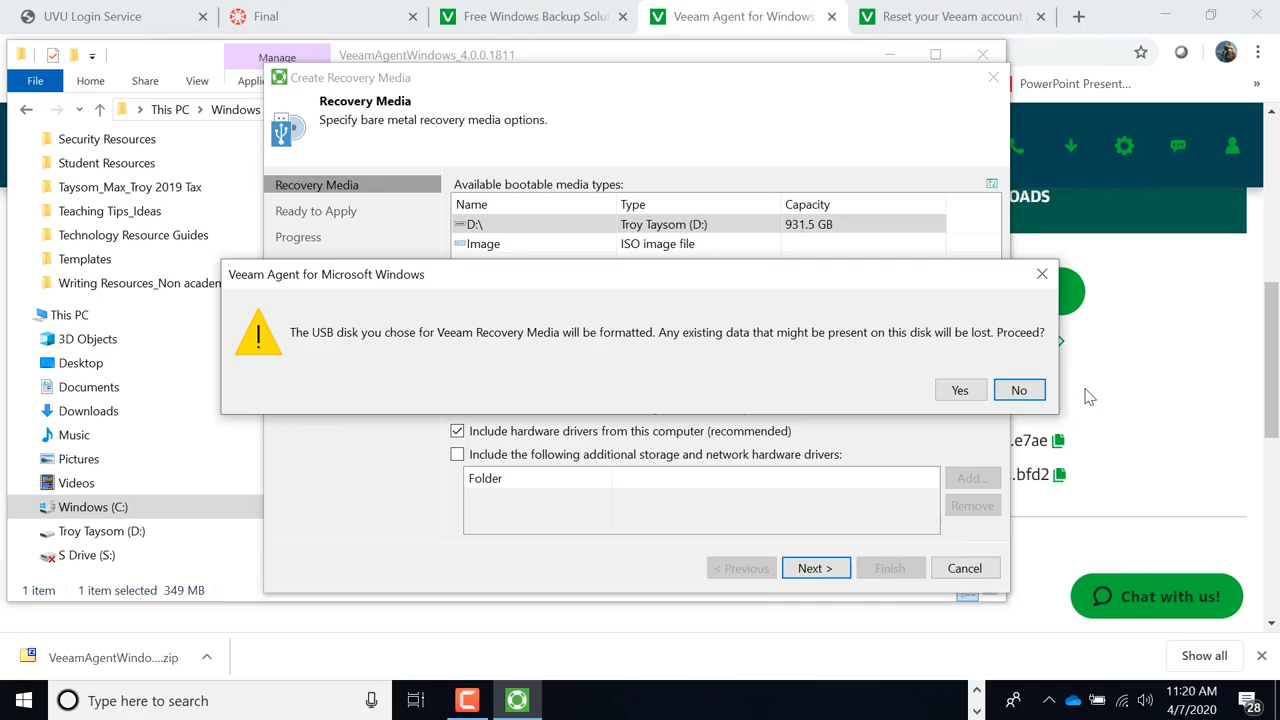 UVU Login Service
Final
Free Windows Backup Solu
Veeam Agent for Windows
Reset your Veeam account
Manage
VeeamAgentWindows_4.0.0.1811
File
Home
Share
View
Appli
PowerPoint Present...
»
This PC
Windows
Create Recovery Media
Recovery Media
Specify bare metal recovery media options.
Recovery Media
Ready to Apply
Progress
Available bootable media types:
Name Type Capacity
D:\ Troy Taysom (D:) 931.5 GB
Image ISO image file
OADS
Security Resources
Student Resources
Taysom_Max_Troy 2019 Tax
Teaching Tips_Ideas
Technology Resource Guides
Templates
Writing Resources_Non academ
This PC
3D Objects
Desktop
Documents
Downloads
Music
Pictures
Videos
Windows (C:)
Troy Taysom (D:)
S Drive (S:)
Veeam Agent for Microsoft Windows
The USB disk you chose for Veeam Recovery Media will be formatted. Any existing data that might be present on this disk will be lost. Proceed?
Yes
No
Include hardware drivers from this computer (recommended)
Include the following additional storage and network hardware drivers:
Folder
Add...
Remove
.e7ae
.bfd2
< Previous
Next >
Finish
Cancel
1 item
1 item selected 349 MB
Chat with us!
VeeamAgentWindo....zip
Show all
Type here to search
11:20 AM
4/7/2020
28